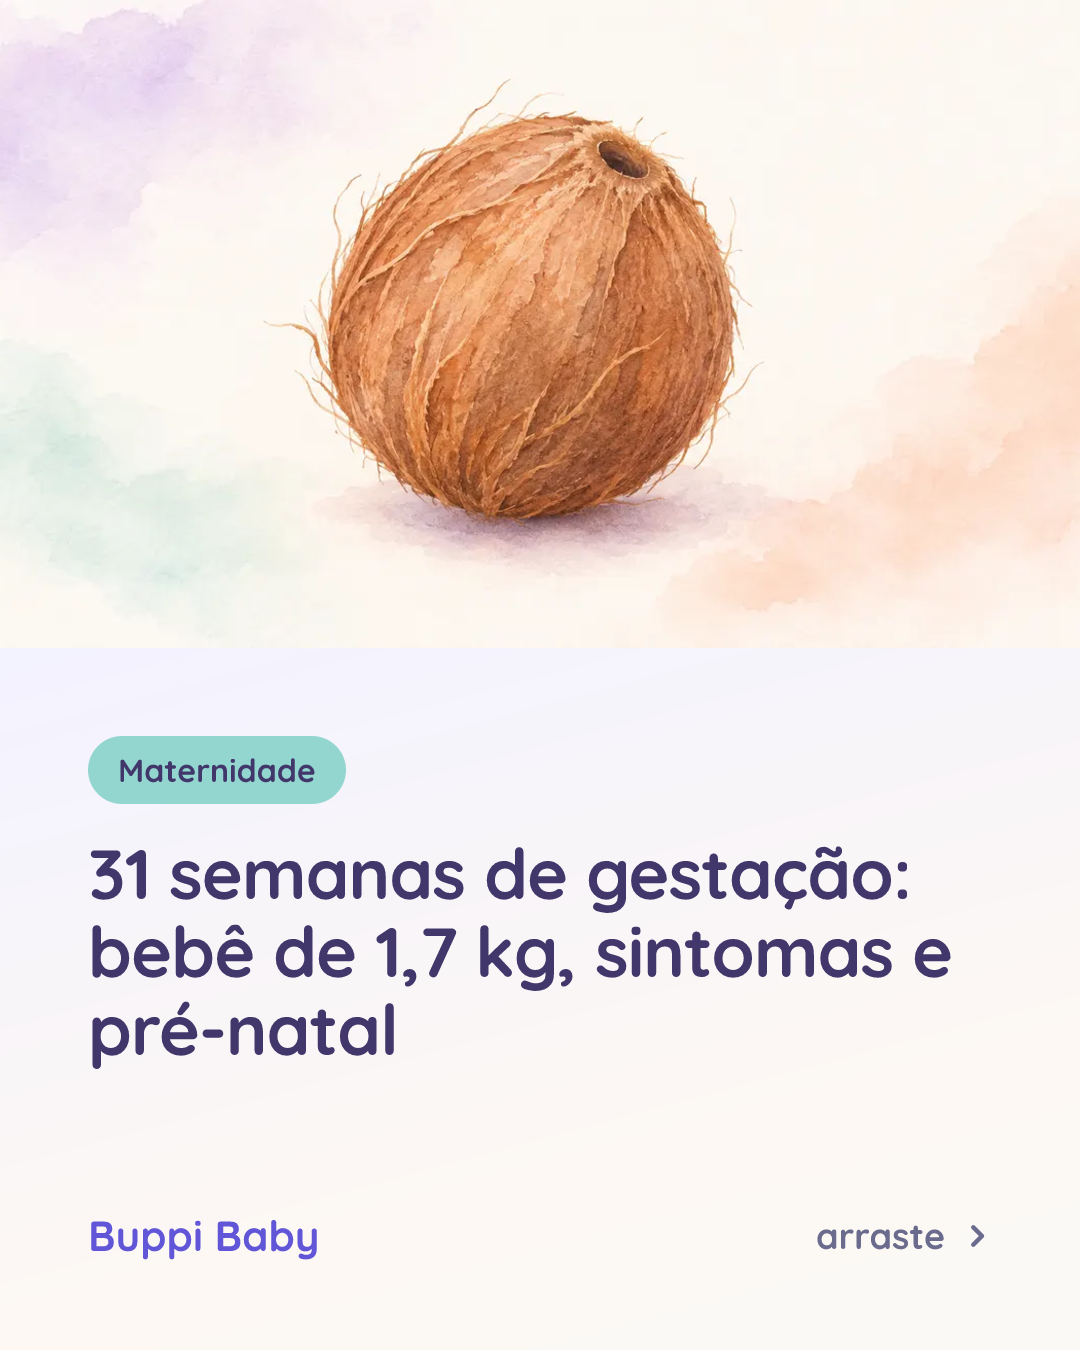 Maternidade
31 semanas de gestação:
bebê de 1,7 kg, sintomas e
pré-natal
Buppi Baby
arraste